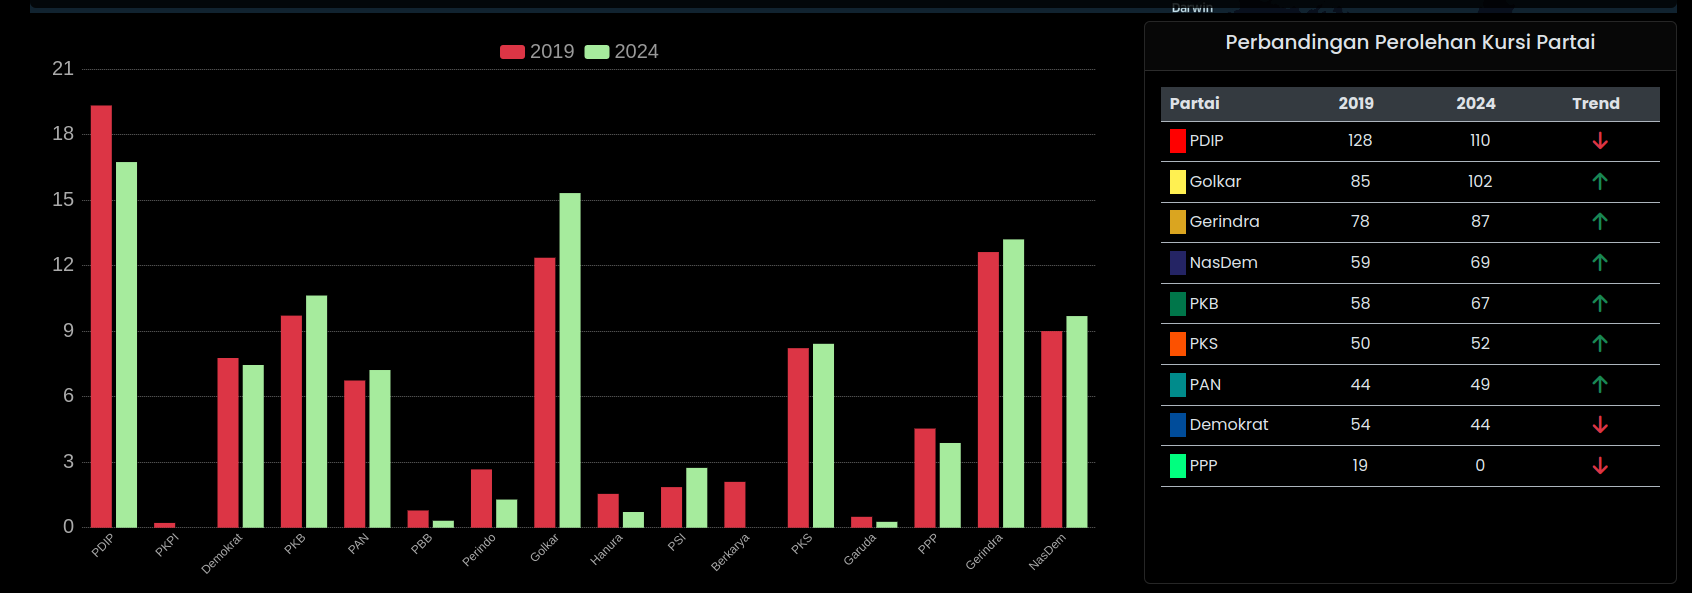 Darwin
2019 2024
21
18
15
12
9
6
3
0
PDIP PKPI Demokrat PKB PAN PBB Perindo Golkar Hanura PSI Berkarya PKS Garuda PPP Gerindra NasDem
Perbandingan Perolehan Kursi Partai
Partai 2019 2024 Trend
PDIP 128 110
Golkar 85 102
Gerindra 78 87
NasDem 59 69
PKB 58 67
PKS 50 52
PAN 44 49
Demokrat 54 44
PPP 19 0